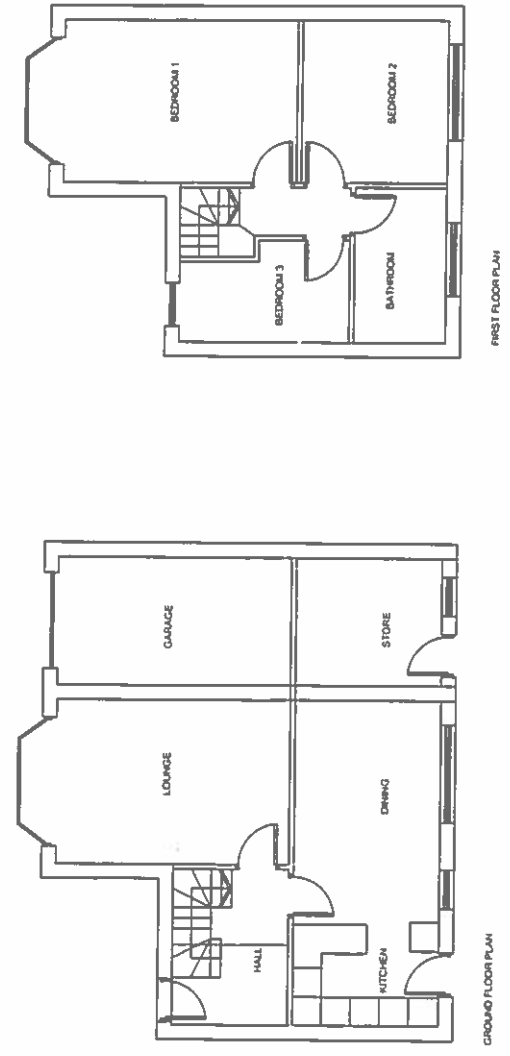 LOUNGE
GARAGE
HALL
KITCHEN
DINING
STORE
GROUND FLOOR PLAN
BEDROOM 1
BEDROOM 3
BATHROOM
BEDROOM 2
FIRST FLOOR PLAN